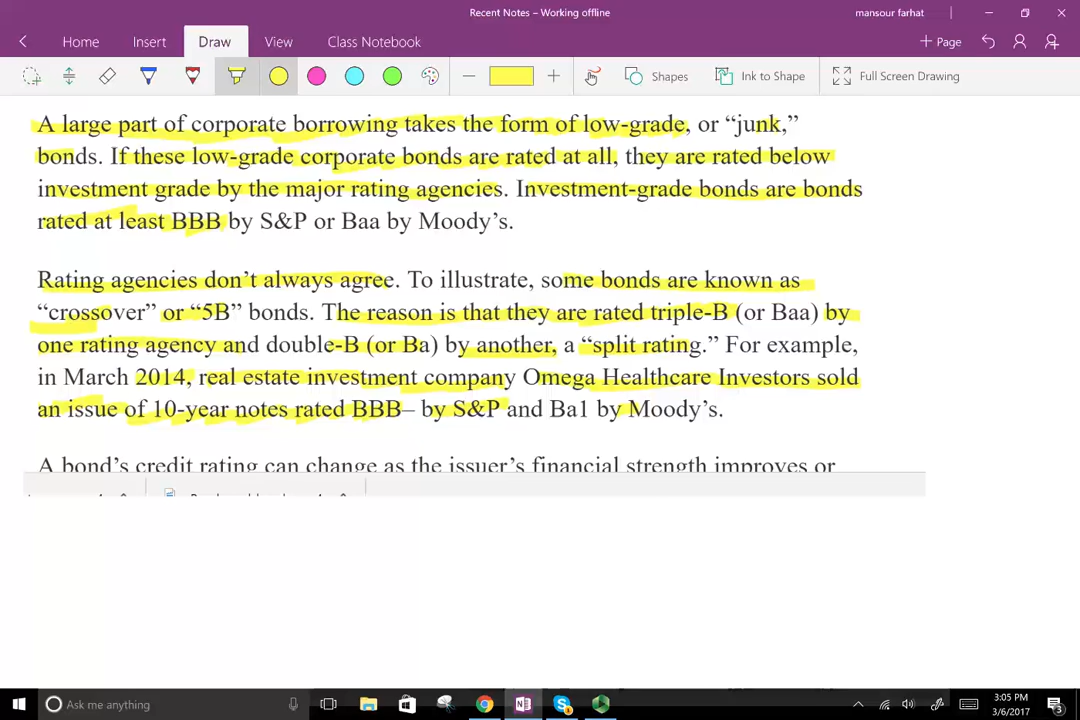 Recent Notes – Working offline
mansour farhat
Home Insert Draw View Class Notebook
Page
Shapes Ink to Shape Full Screen Drawing
A large part of corporate borrowing takes the form of low-grade, or “junk,”
bonds. If these low-grade corporate bonds are rated at all, they are rated below
investment grade by the major rating agencies. Investment-grade bonds are bonds
rated at least BBB by S&P or Baa by Moody’s.
Rating agencies don’t always agree. To illustrate, some bonds are known as
“crossover” or “5B” bonds. The reason is that they are rated triple-B (or Baa) by
one rating agency and double-B (or Ba) by another, a “split rating.” For example,
in March 2014, real estate investment company Omega Healthcare Investors sold
an issue of 10-year notes rated BBB– by S&P and Ba1 by Moody’s.
A bond’s credit rating can change as the issuer’s financial strength improves or
Ask me anything
3:05 PM
3/6/2017
3